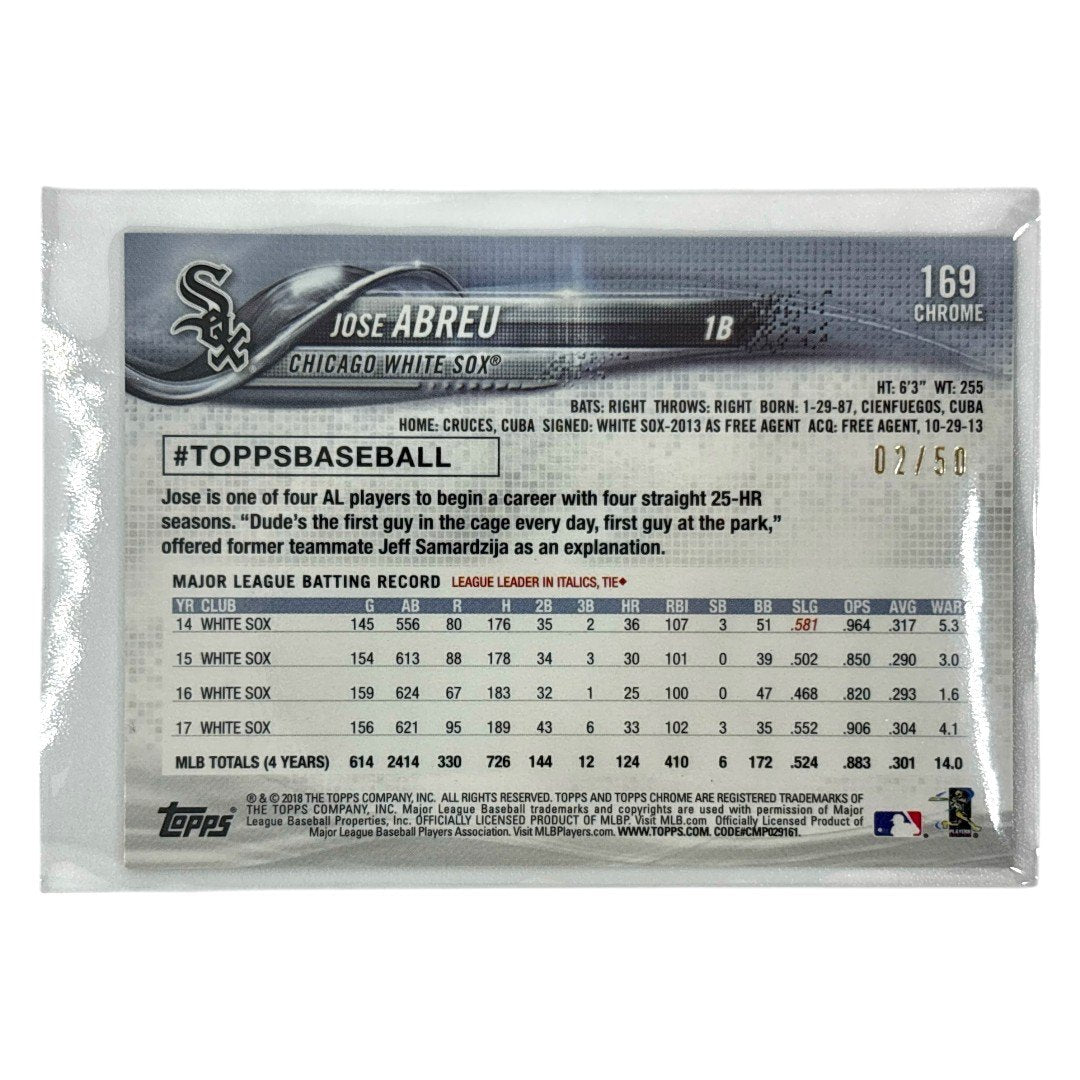 Sox
169
CHROME
JOSE ABREU 1B
CHICAGO WHITE SOX®
HT: 6'3" WT: 255
BATS: RIGHT THROWS: RIGHT BORN: 1-29-87, CIENFUEGOS, CUBA
HOME: CRUCES, CUBA SIGNED: WHITE SOX-2013 AS FREE AGENT ACQ: FREE AGENT, 10-29-13
#TOPPSBASEBALL
02/50
Jose is one of four AL players to begin a career with four straight 25-HR
seasons. “Dude’s the first guy in the cage every day, first guy at the park,”
offered former teammate Jeff Samardzija as an explanation.
MAJOR LEAGUE BATTING RECORD LEAGUE LEADER IN ITALICS, TIE♦
YR CLUB G AB R H 2B 3B HR RBI SB BB SLG OPS AVG WAR
14 WHITE SOX 145 556 80 176 35 2 36 107 3 51 .581 .964 .317 5.3
15 WHITE SOX 154 613 88 178 34 3 30 101 0 39 .502 .850 .290 3.0
16 WHITE SOX 159 624 67 183 32 1 25 100 0 47 .468 .820 .293 1.6
17 WHITE SOX 156 621 95 189 43 6 33 102 3 35 .552 .906 .304 4.1
MLB TOTALS (4 YEARS) 614 2414 330 726 144 12 124 410 6 172 .524 .883 .301 14.0
Topps
® & © 2018 THE TOPPS COMPANY, INC. ALL RIGHTS RESERVED. TOPPS AND TOPPS CHROME ARE REGISTERED TRADEMARKS OF
THE TOPPS COMPANY, INC. Major League Baseball trademarks and copyrights are used with permission of Major
League Baseball Properties, Inc. OFFICIALLY LICENSED PRODUCT OF MLBP. Visit MLB.com Officially Licensed Product of
Major League Baseball Players Association. Visit MLBPlayers.com. WWW.TOPPS.COM. CODE#CMP029161.
PLAYERS